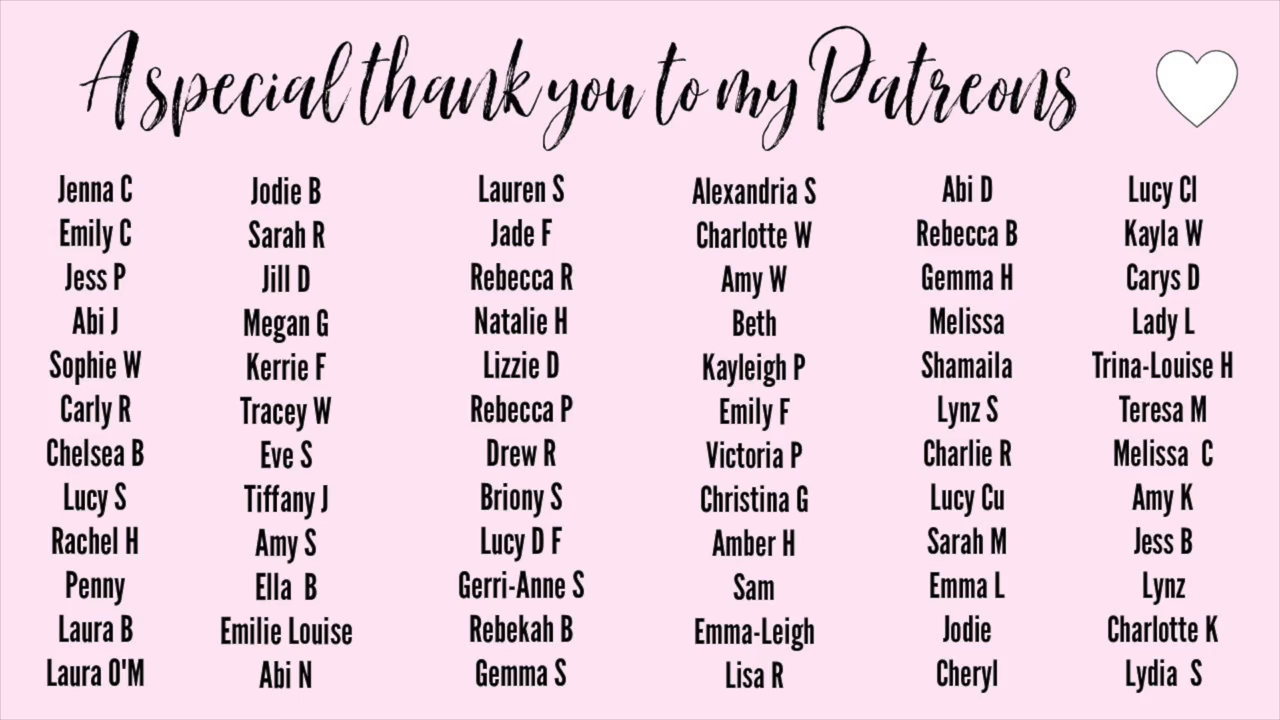 A special thank you to my Patreons
Jenna C
Emily C
Jess P
Abi J
Sophie W
Carly R
Chelsea B
Lucy S
Rachel H
Penny
Laura B
Laura O'M
Jodie B
Sarah R
Jill D
Megan G
Kerrie F
Tracey W
Eve S
Tiffany J
Amy S
Ella B
Emilie Louise
Abi N
Lauren S
Jade F
Rebecca R
Natalie H
Lizzie D
Rebecca P
Drew R
Briony S
Lucy D F
Gerri-Anne S
Rebekah B
Gemma S
Alexandria S
Charlotte W
Amy W
Beth
Kayleigh P
Emily F
Victoria P
Christina G
Amber H
Sam
Emma-Leigh
Lisa R
Abi D
Rebecca B
Gemma H
Melissa
Shamaila
Lynz S
Charlie R
Lucy Cu
Sarah M
Emma L
Jodie
Cheryl
Lucy Cl
Kayla W
Carys D
Lady L
Trina-Louise H
Teresa M
Melissa C
Amy K
Jess B
Lynz
Charlotte K
Lydia S